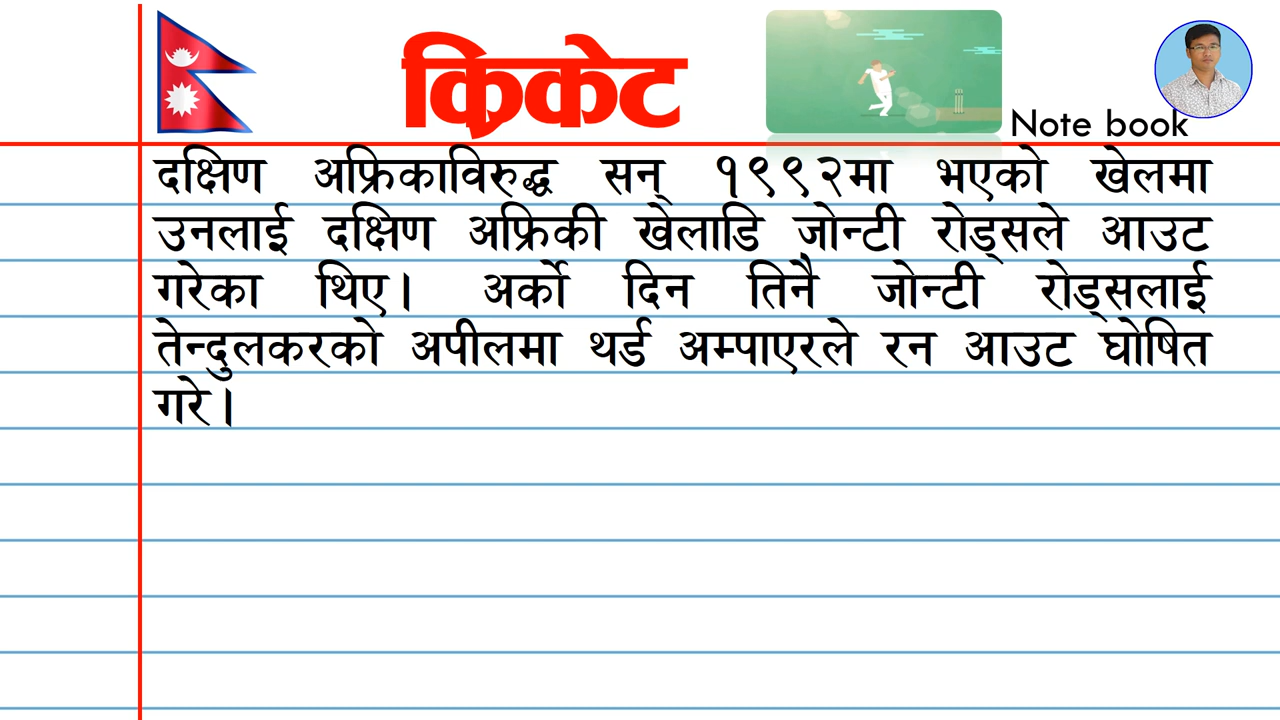 क्रिकेट
Note book
दक्षिण अफ्रिकाविरुद्ध सन् १९९२मा भएको खेलमा
उनलाई दक्षिण अफ्रिकी खेलाडि जोन्टी रोड्सले आउट
गरेका थिए। अर्को दिन तिनै जोन्टी रोड्सलाई
तेन्दुलकरको अपीलमा थर्ड अम्पाएरले रन आउट घोषित
गरे।